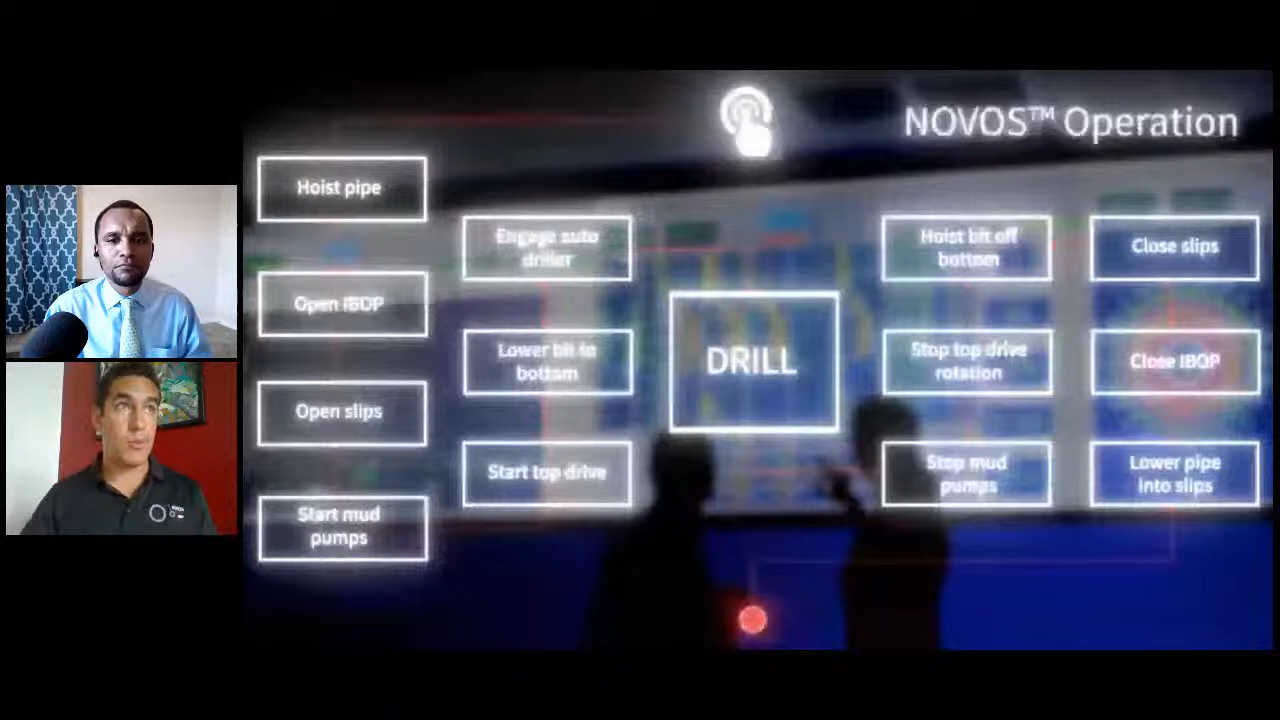 NOVOS™ Operation
Hoist pipe
Open IBOP
Open slips
Start mud
pumps
Engage auto
driller
Lower bit to
bottom
Start top drive
DRILL
Hoist bit off
bottom
Stop top drive
rotation
Stop mud
pumps
Close slips
Close IBOP
Lower pipe
into slips